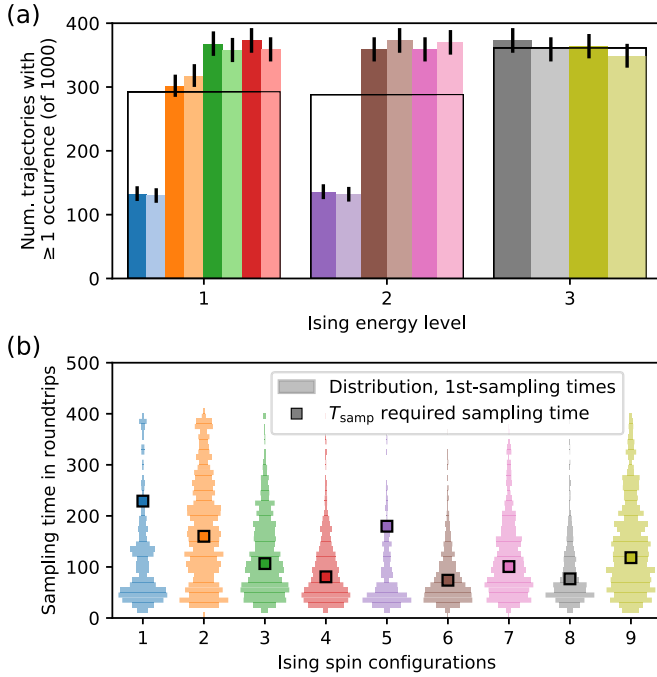 (a)
400
300
200
100
0
Num. trajectories with
≥ 1 occurrence (of 1000)
1 2 3
Ising energy level
(b)
500
400
300
200
100
0
Sampling time in roundtrips
Distribution, 1st-sampling times
Tsamp required sampling time
1 2 3 4 5 6 7 8 9
Ising spin configurations